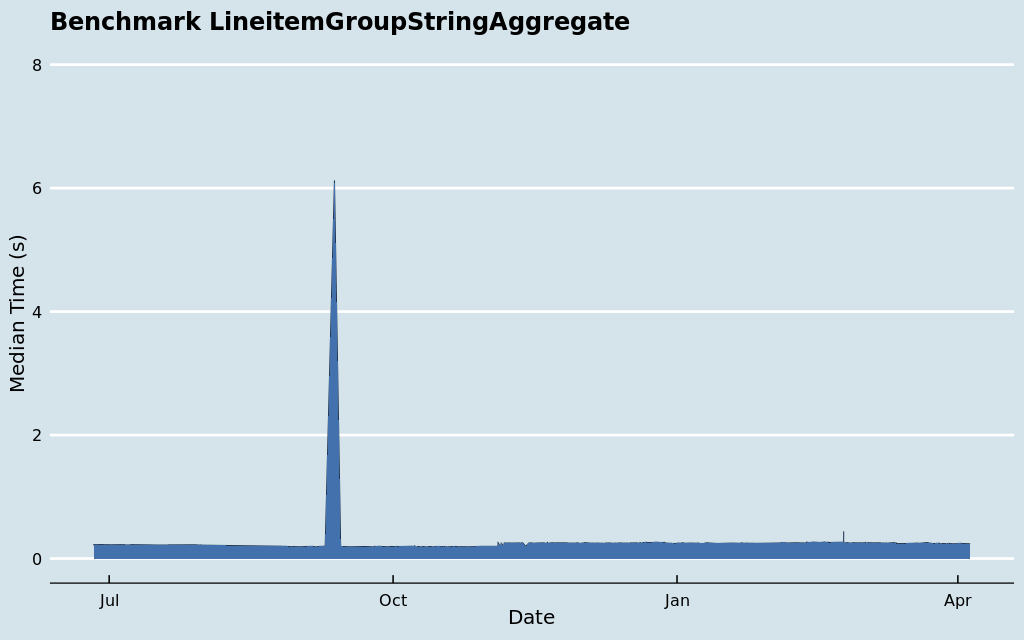 Benchmark LineitemGroupStringAggregate
8
6
4
2
0
Median Time (s)
Jul
Oct
Jan
Apr
Date